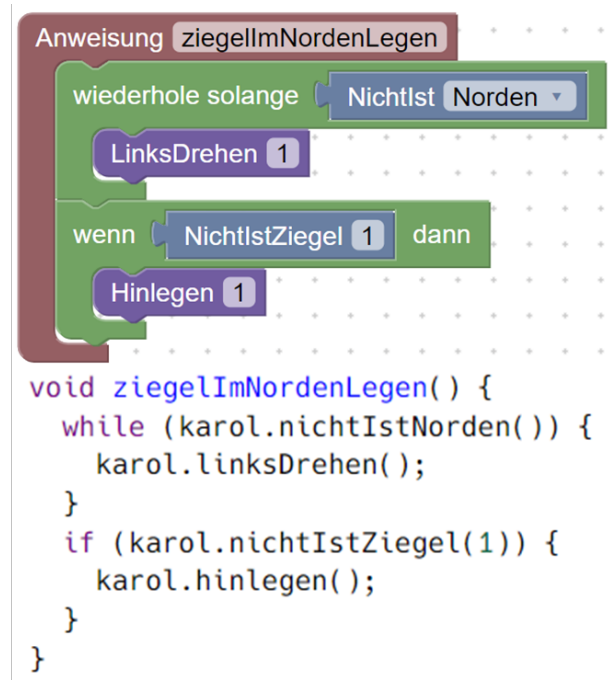 Anweisung ziegelImNordenLegen
wiederhole solange NichtIst Norden
LinksDrehen 1
wenn NichtIstZiegel 1 dann
Hinlegen 1
void ziegelImNordenLegen() {
while (karol.nichtIstNorden()) {
karol.linksDrehen();
}
if (karol.nichtIstZiegel(1)) {
karol.hinlegen();
}
}